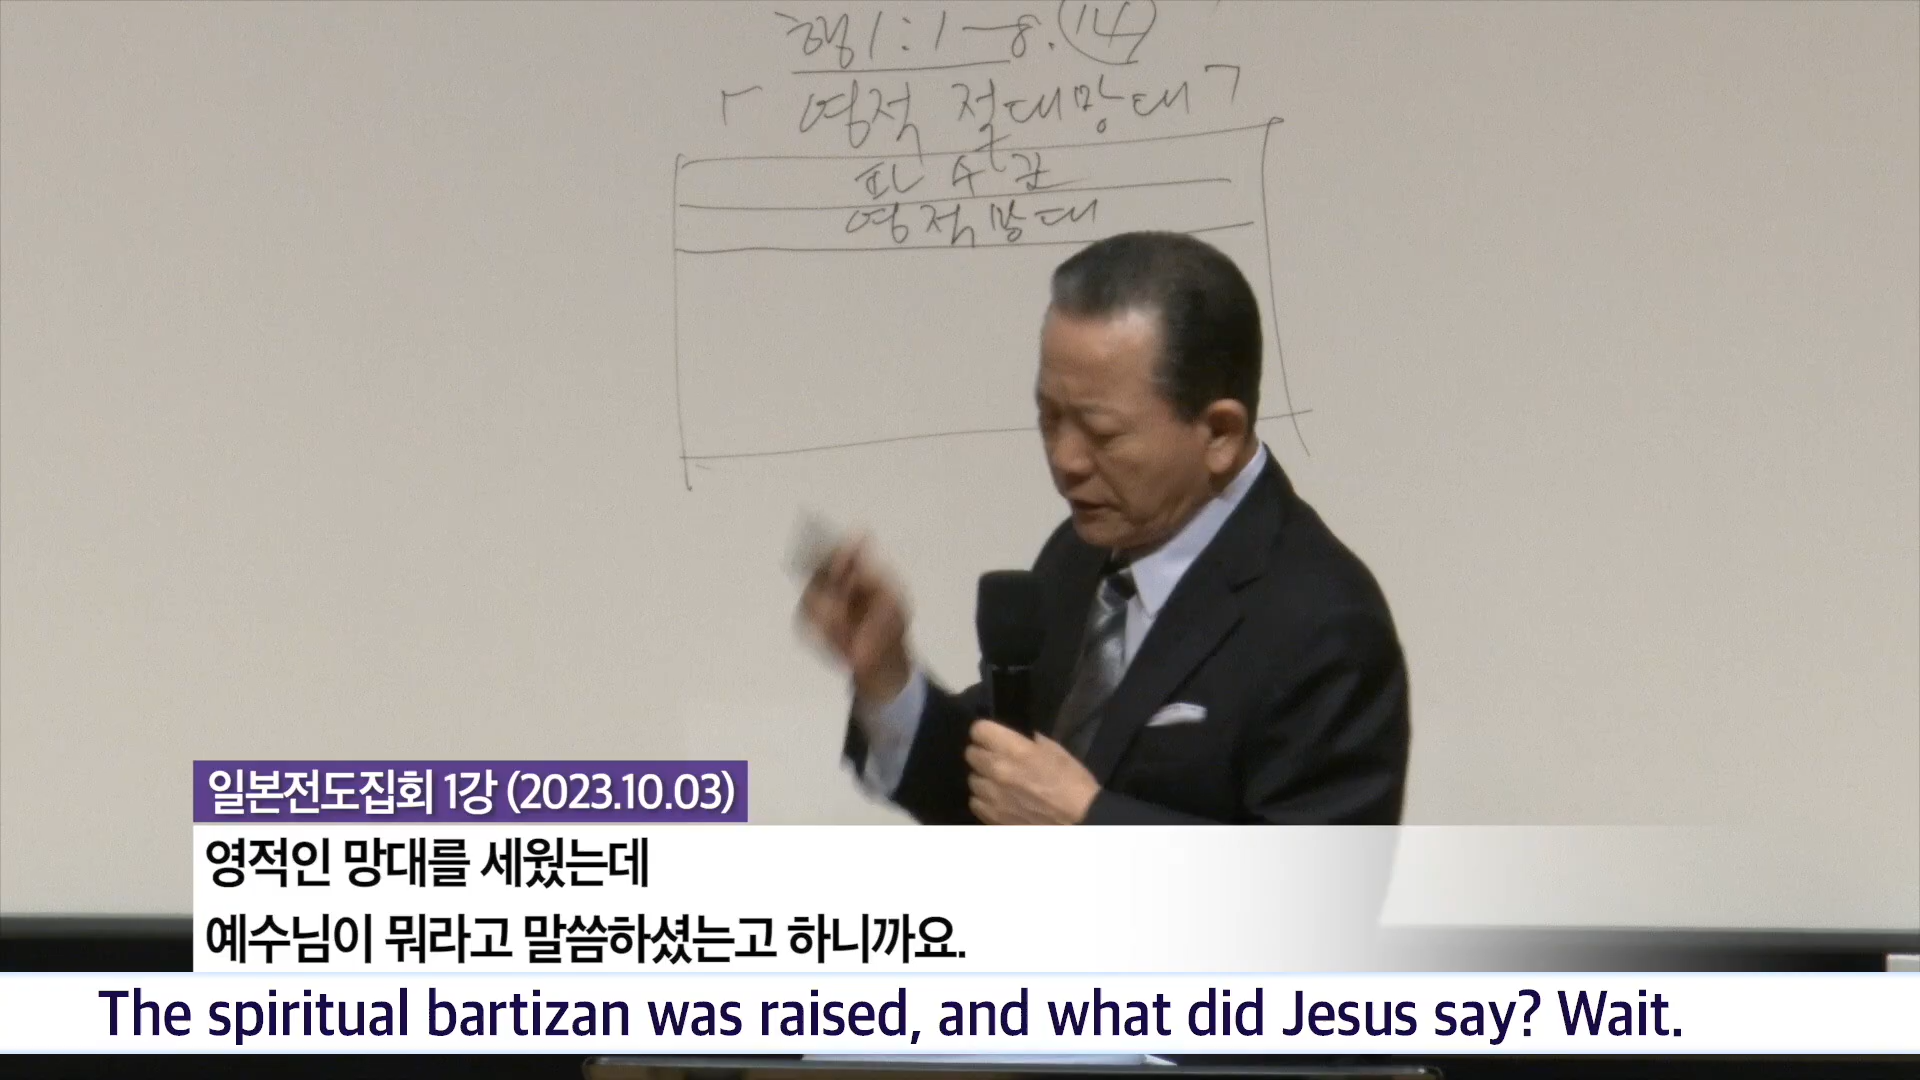 행1:1-8. 14
「영적 절대망대」
파수꾼
영적망대
일본전도집회 1강 (2023.10.03)
영적인 망대를 세웠는데
예수님이 뭐라고 말씀하셨는고 하니까요.
The spiritual bartizan was raised, and what did Jesus say? Wait.